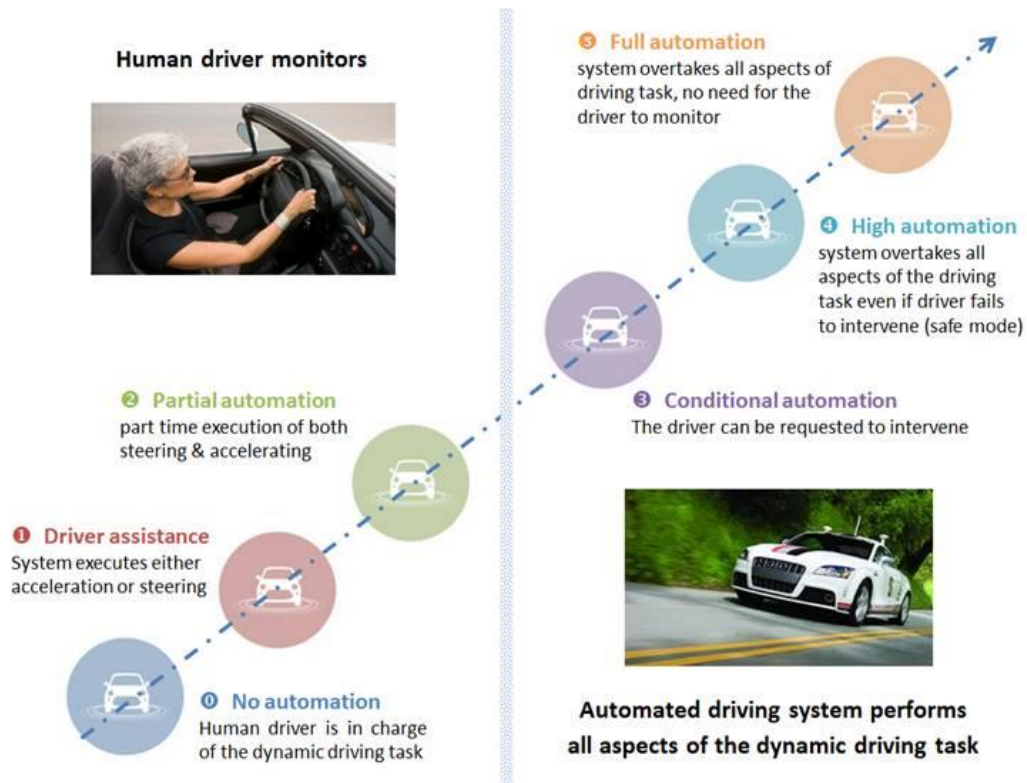 Human driver monitors
❷ Partial automation
part time execution of both
steering & accelerating
❶ Driver assistance
System executes either
acceleration or steering
⓿ No automation
Human driver is in charge
of the dynamic driving task
❺ Full automation
system overtakes all aspects of
driving task, no need for the
driver to monitor
❹ High automation
system overtakes all
aspects of the driving
task even if driver fails
to intervene (safe mode)
❸ Conditional automation
The driver can be requested to intervene
Automated driving system performs
all aspects of the dynamic driving task